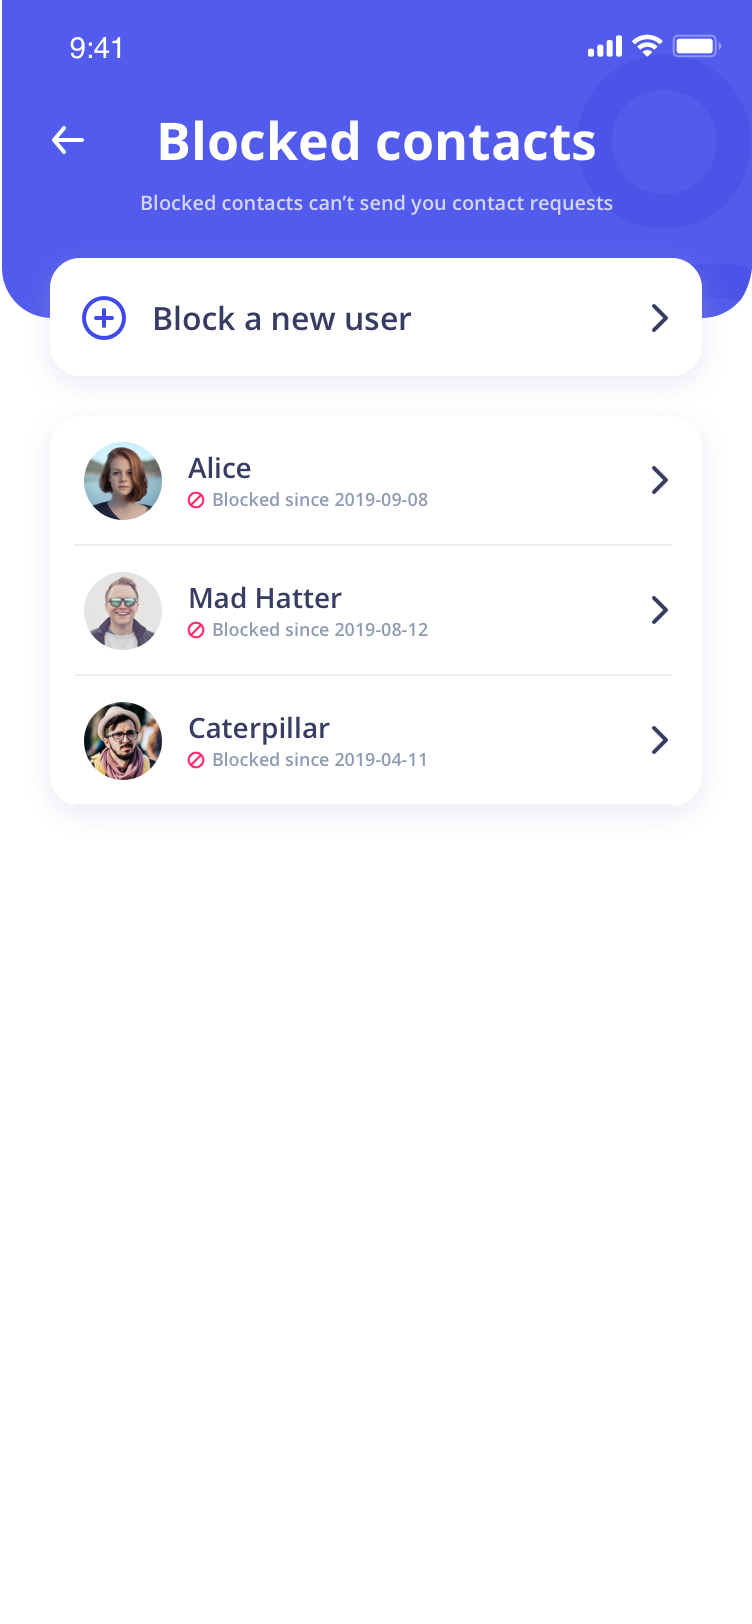 9:41
Blocked contacts
Blocked contacts can’t send you contact requests
Block a new user
Alice
Blocked since 2019-09-08
Mad Hatter
Blocked since 2019-08-12
Caterpillar
Blocked since 2019-04-11